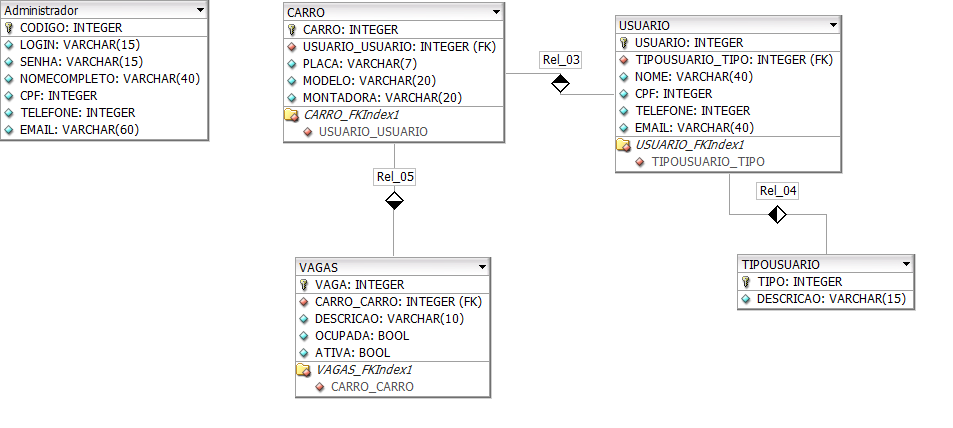 Administrador
CODIGO: INTEGER
LOGIN: VARCHAR(15)
SENHA: VARCHAR(15)
NOMECOMPLETO: VARCHAR(40)
CPF: INTEGER
TELEFONE: INTEGER
EMAIL: VARCHAR(60)
CARRO
CARRO: INTEGER
USUARIO_USUARIO: INTEGER (FK)
PLACA: VARCHAR(7)
MODELO: VARCHAR(20)
MONTADORA: VARCHAR(20)
CARRO_FKIndex1
USUARIO_USUARIO
Rel_03
USUARIO
USUARIO: INTEGER
TIPOUSUARIO_TIPO: INTEGER (FK)
NOME: VARCHAR(40)
CPF: INTEGER
TELEFONE: INTEGER
EMAIL: VARCHAR(40)
USUARIO_FKIndex1
TIPOUSUARIO_TIPO
Rel_05
Rel_04
VAGAS
VAGA: INTEGER
CARRO_CARRO: INTEGER (FK)
DESCRICAO: VARCHAR(10)
OCUPADA: BOOL
ATIVA: BOOL
VAGAS_FKIndex1
CARRO_CARRO
TIPOUSUARIO
TIPO: INTEGER
DESCRICAO: VARCHAR(15)